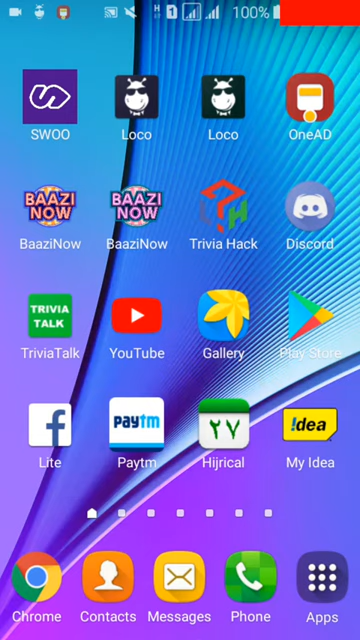 1 100%
SWOO Loco Loco OneAD
BAAZI NOW BAAZI NOW
BaaziNow BaaziNow Trivia Hack Discord
TRIVIA TALK
TriviaTalk YouTube Gallery Play Store
paytm ٢٧ !dea
Lite Paytm Hijrical My Idea
Chrome Contacts Messages Phone Apps